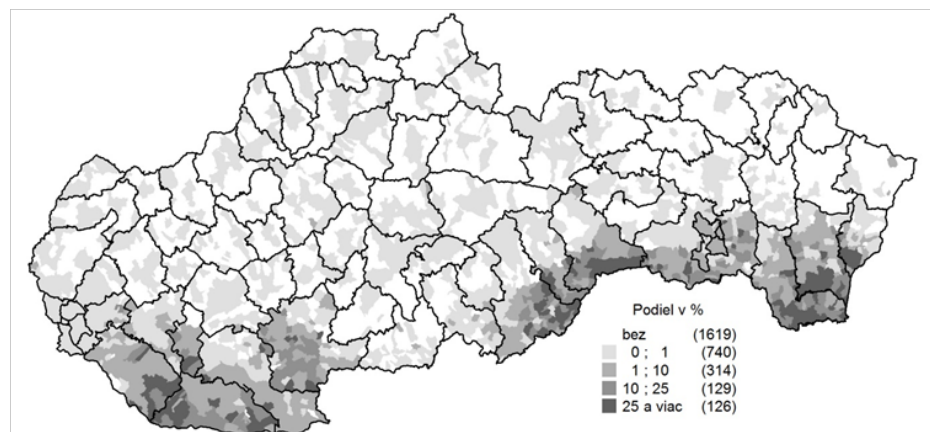 Podiel v %
bez (1619)
0 ; 1 (740)
1 ; 10 (314)
10 ; 25 (129)
25 a viac (126)